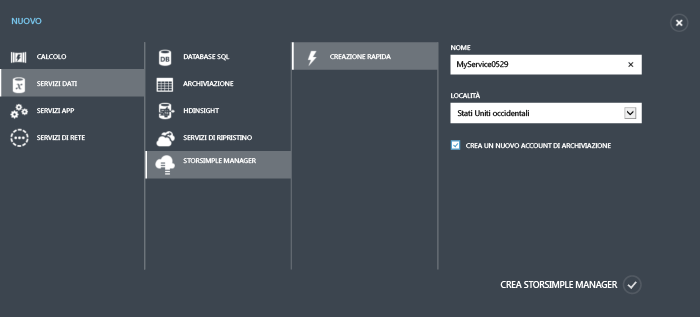 NUOVO
CALCOLO
SERVIZI DATI
SERVIZI APP
SERVIZI DI RETE
DB
DATABASE SQL
ARCHIVIAZIONE
HDINSIGHT
SERVIZI DI RIPRISTINO
STORSIMPLE MANAGER
CREAZIONE RAPIDA
NOME
MyService0529
LOCALITÀ
Stati Uniti occidentali
CREA UN NUOVO ACCOUNT DI ARCHIVIAZIONE
CREA STORSIMPLE MANAGER